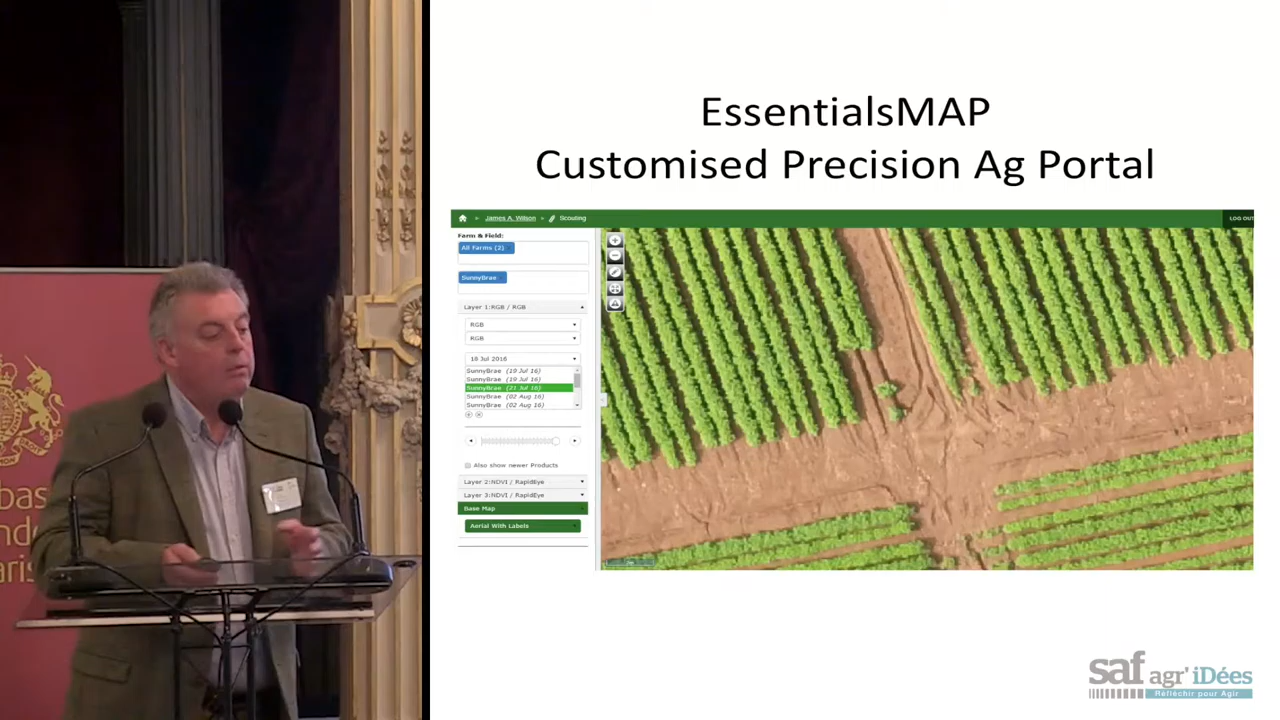 EssentialsMAP
Customised Precision Ag Portal
James A. Wilson
Scouting
LOG OUT
Farm & Field:
All Farms (2)
SunnyBrae
Layer 1:RGB / RGB
RGB
RGB
18 Jul 2016
SunnyBrae (19 Jul 16)
SunnyBrae (19 Jul 16)
SunnyBrae (21 Jul 16)
SunnyBrae (02 Aug 16)
SunnyBrae (02 Aug 16)
Also show newer Products
Layer 2:NDVI / RapidEye
Layer 3:NDVI / RapidEye
Base Map
Aerial With Labels
saf agr'iDées
Réfléchir pour Agir